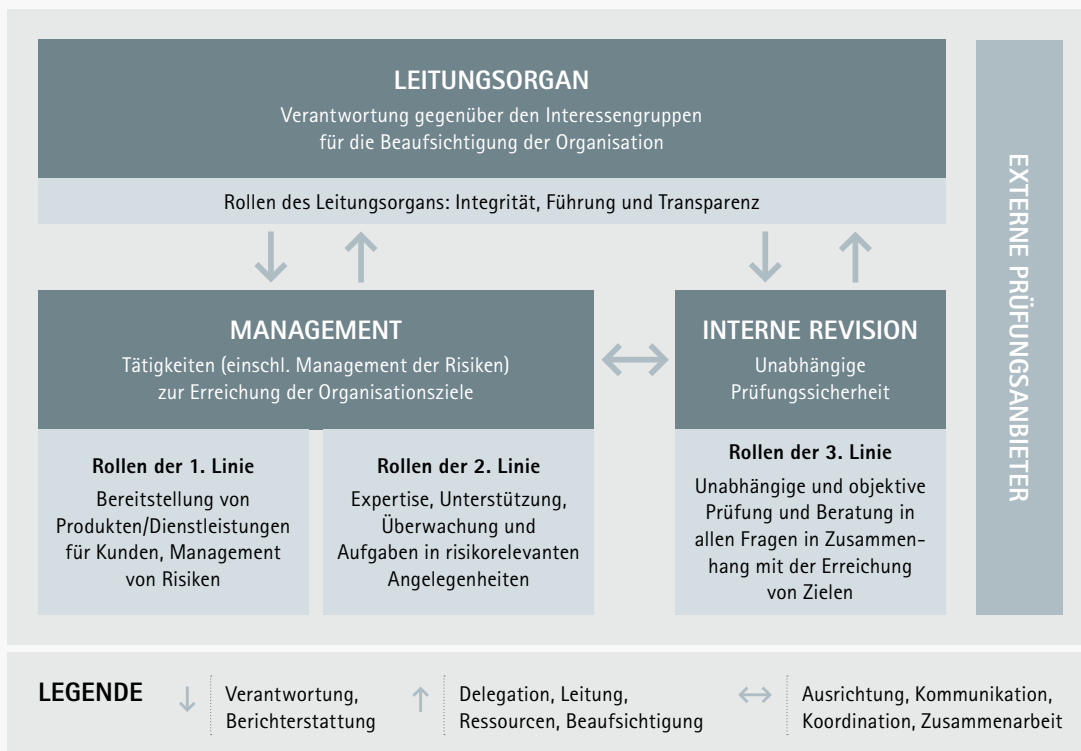 LEITUNGSORGAN
Verantwortung gegenüber den Interessengruppen
für die Beaufsichtigung der Organisation
Rollen des Leitungsorgans: Integrität, Führung und Transparenz
MANAGEMENT
Tätigkeiten (einschl. Management der Risiken)
zur Erreichung der Organisationsziele
Rollen der 1. Linie
Bereitstellung von
Produkten/Dienstleistungen
für Kunden, Management
von Risiken
Rollen der 2. Linie
Expertise, Unterstützung,
Überwachung und
Aufgaben in risikorelevanten
Angelegenheiten
INTERNE REVISION
Unabhängige
Prüfungssicherheit
Rollen der 3. Linie
Unabhängige und objektive
Prüfung und Beratung in
allen Fragen in Zusammen-
hang mit der Erreichung
von Zielen
EXTERNE PRÜFUNGSANBIETER
LEGENDE
Verantwortung,
Berichterstattung
Delegation, Leitung,
Ressourcen, Beaufsichtigung
Ausrichtung, Kommunikation,
Koordination, Zusammenarbeit